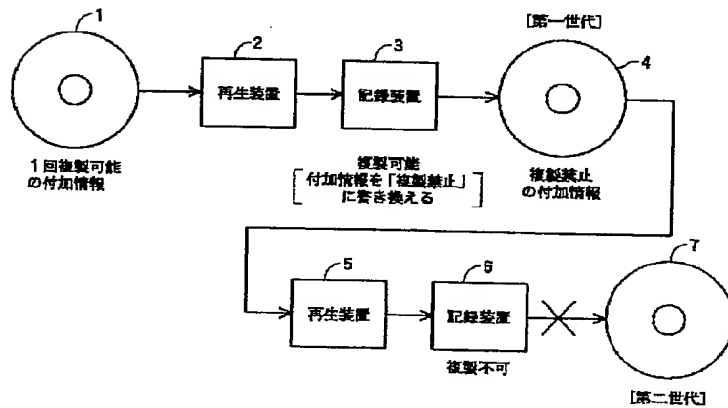 1
1回複製可能
の付加情報
2
再生装置
3
記録装置
複製可能
付加情報を「複製禁止」
に書き換える
[第一世代]
4
複製禁止
の付加情報
5
再生装置
6
記録装置
複製不可
7
[第二世代]